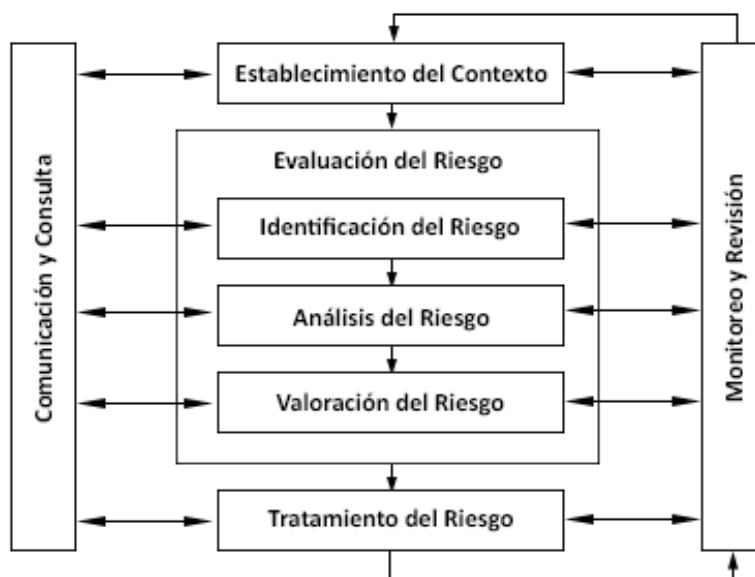 Establecimiento del Contexto
Evaluación del Riesgo
Identificación del Riesgo
Análisis del Riesgo
Valoración del Riesgo
Tratamiento del Riesgo
Comunicación y Consulta
Monitoreo y Revisión